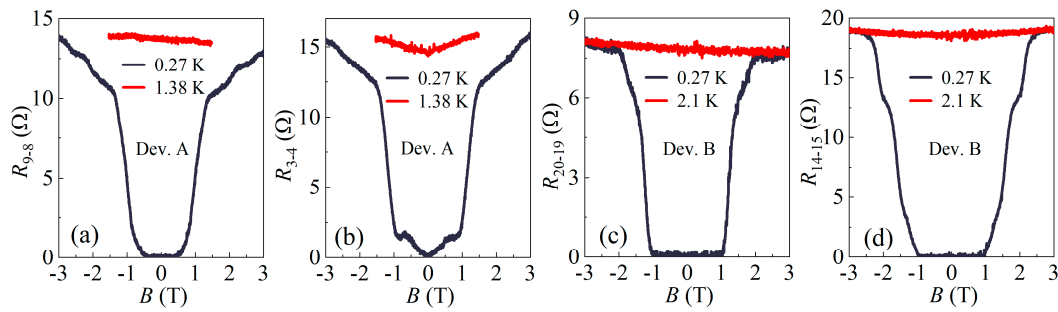 15
10
5
0
R9-8 (Ω)
0.27 K
1.38 K
Dev. A
(a)
-3 -2 -1 0 1 2 3
B (T)
15
10
5
0
R3-4 (Ω)
0.27 K
1.38 K
Dev. A
(b)
-3 -2 -1 0 1 2 3
B (T)
9
6
3
0
R20-19 (Ω)
0.27 K
2.1 K
Dev. B
(c)
-3 -2 -1 0 1 2 3
B (T)
20
15
10
5
0
R14-15 (Ω)
0.27 K
2.1 K
Dev. B
(d)
-3 -2 -1 0 1 2 3
B (T)